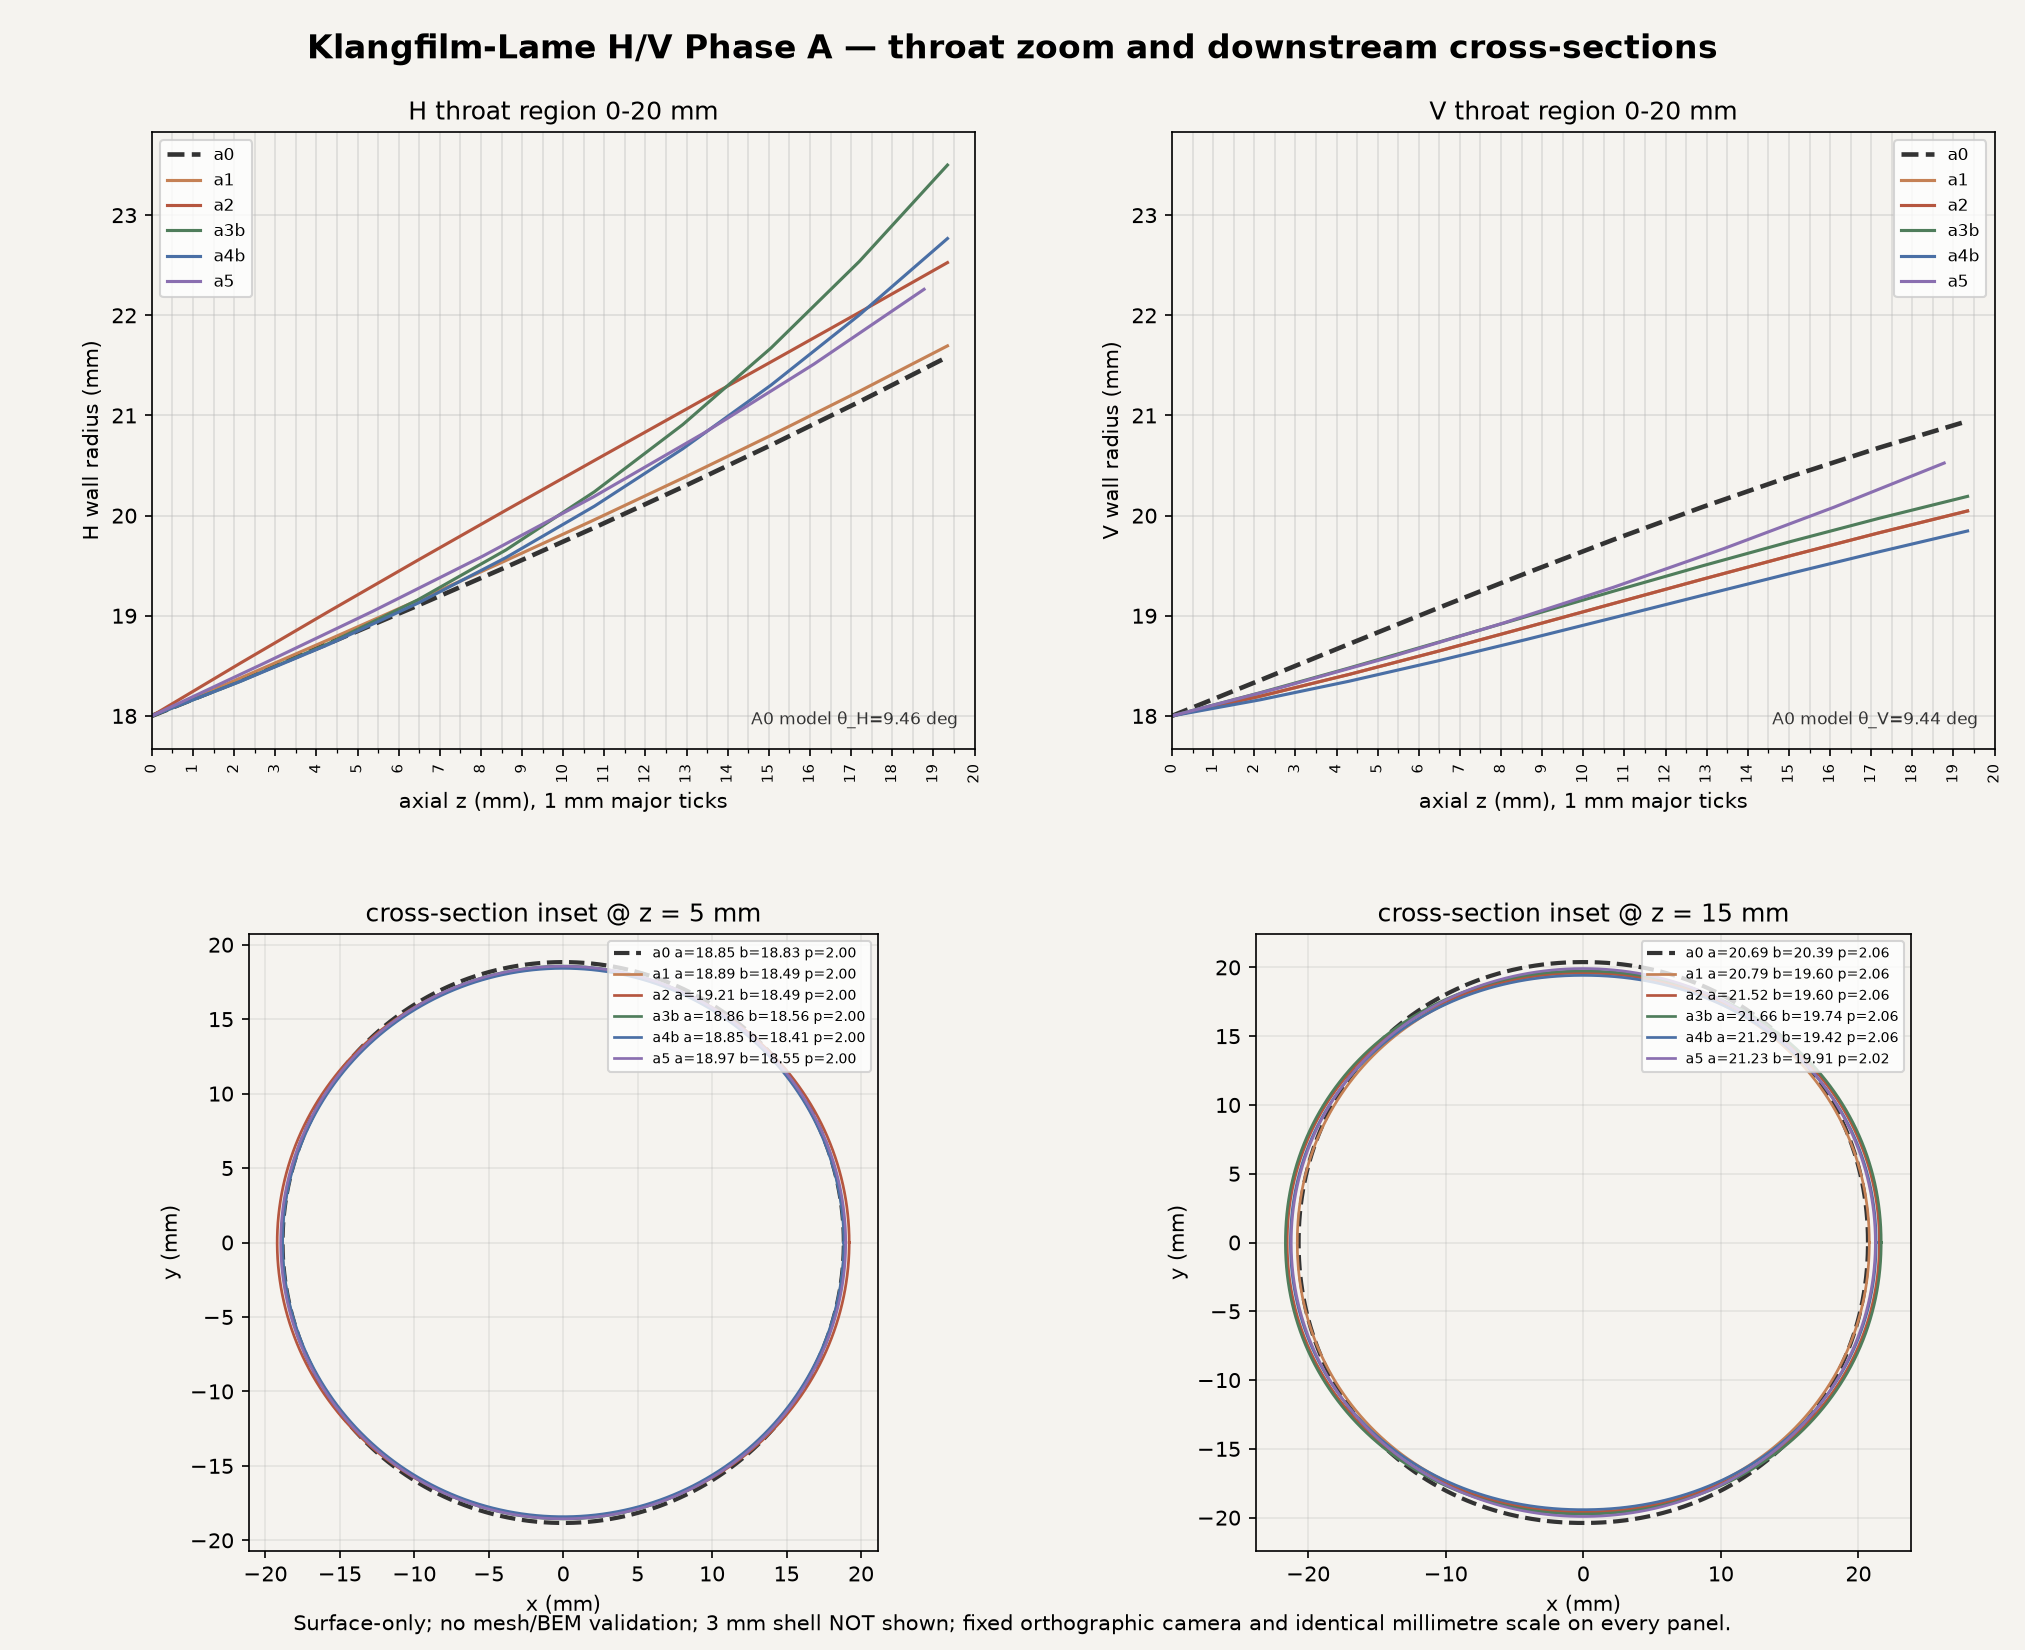 Klangfilm-Lame H/V Phase A — throat zoom and downstream cross-sections
H throat region 0-20 mm
a0
a1
a2
a3b
a4b
a5
H wall radius (mm)
23
22
21
20
19
18
A0 model θ_H=9.46 deg
0 1 2 3 4 5 6 7 8 9 10 11 12 13 14 15 16 17 18 19 20
axial z (mm), 1 mm major ticks
V throat region 0-20 mm
a0
a1
a2
a3b
a4b
a5
V wall radius (mm)
23
22
21
20
19
18
A0 model θ_V=9.44 deg
0 1 2 3 4 5 6 7 8 9 10 11 12 13 14 15 16 17 18 19 20
axial z (mm), 1 mm major ticks
cross-section inset @ z = 5 mm
a0 a=18.85 b=18.83 p=2.00
a1 a=18.89 b=18.49 p=2.00
a2 a=19.21 b=18.49 p=2.00
a3b a=18.86 b=18.56 p=2.00
a4b a=18.85 b=18.41 p=2.00
a5 a=18.97 b=18.55 p=2.00
y (mm)
20
15
10
5
0
−5
−10
−15
−20
−20 −15 −10 −5 0 5 10 15 20
x (mm)
cross-section inset @ z = 15 mm
a0 a=20.69 b=20.39 p=2.06
a1 a=20.79 b=19.60 p=2.06
a2 a=21.52 b=19.60 p=2.06
a3b a=21.66 b=19.74 p=2.06
a4b a=21.29 b=19.42 p=2.06
a5 a=21.23 b=19.91 p=2.02
y (mm)
20
15
10
5
0
−5
−10
−15
−20
−20 −10 0 10 20
x (mm)
Surface-only; no mesh/BEM validation; 3 mm shell NOT shown; fixed orthographic camera and identical millimetre scale on every panel.